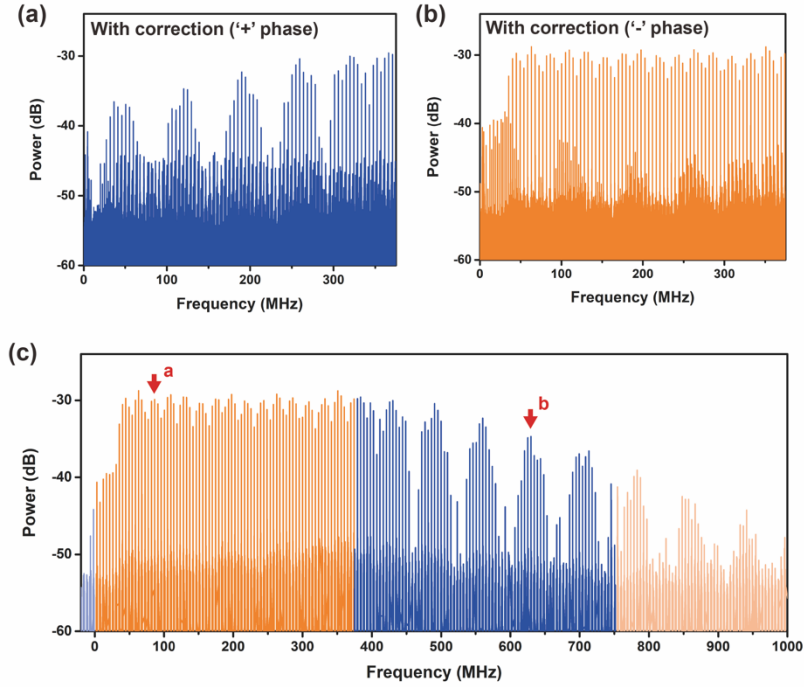 (a)
With correction ('+' phase)
-30
-40
-50
-60
Power (dB)
0
100
200
300
Frequency (MHz)
(b)
With correction ('-' phase)
-30
-40
-50
-60
Power (dB)
0
100
200
300
Frequency (MHz)
(c)
a
b
-30
-40
-50
-60
Power (dB)
0
100
200
300
400
500
600
700
800
900
1000
Frequency (MHz)